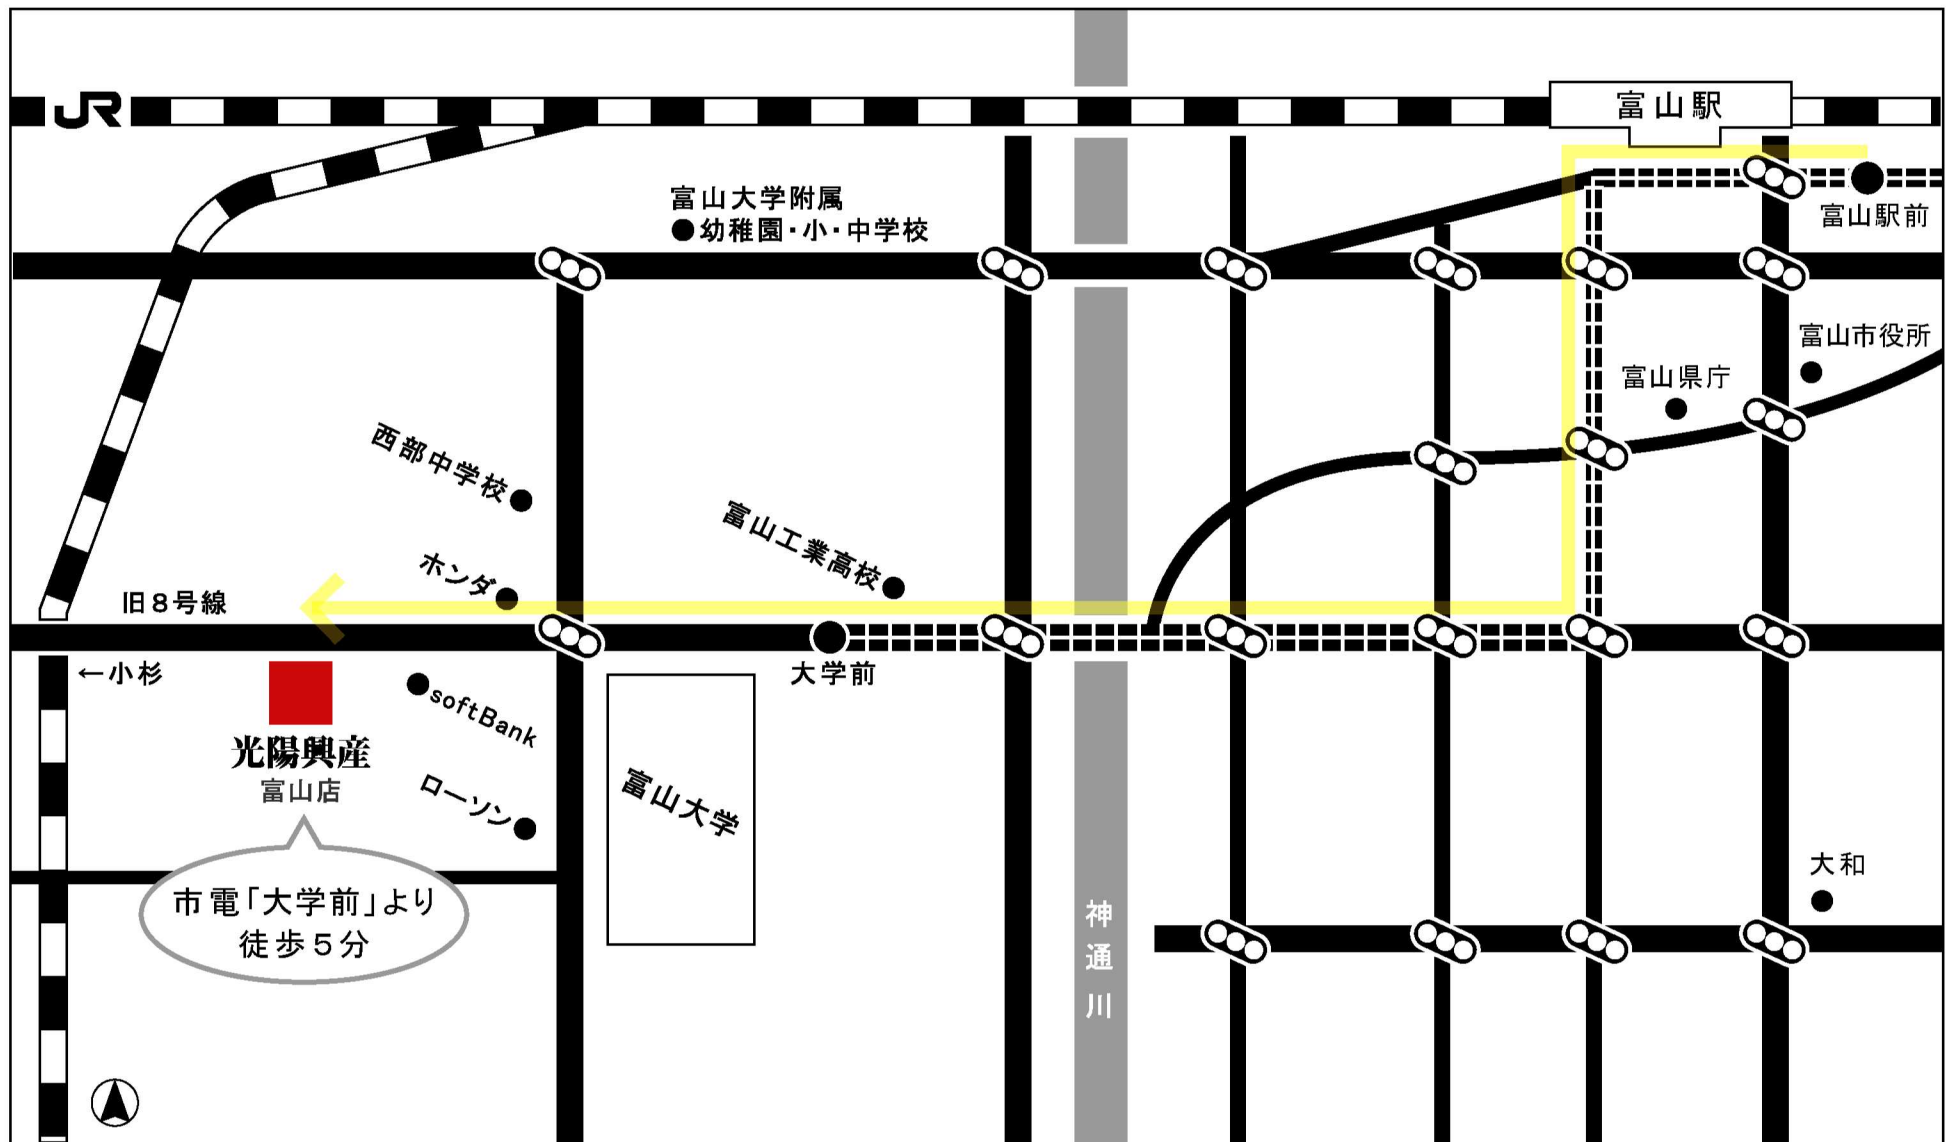 JR
富山駅
富山大学附属
幼稚園・小・中学校
富山駅前
富山市役所
富山県庁
西部中学校
富山工業高校
ホンダ
旧8号線
←小杉
大学前
softBank
光陽興産
富山店
ローソン
富山大学
市電「大学前」より
徒歩5分
大和
神通川